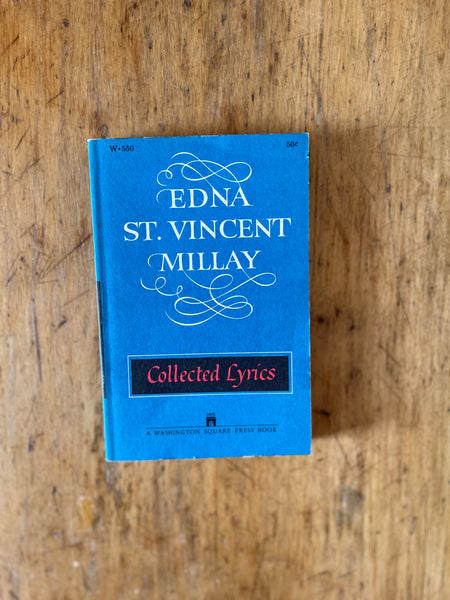 W•550 50¢
EDNA
ST. VINCENT
MILLAY
Collected Lyrics
A WASHINGTON SQUARE PRESS BOOK